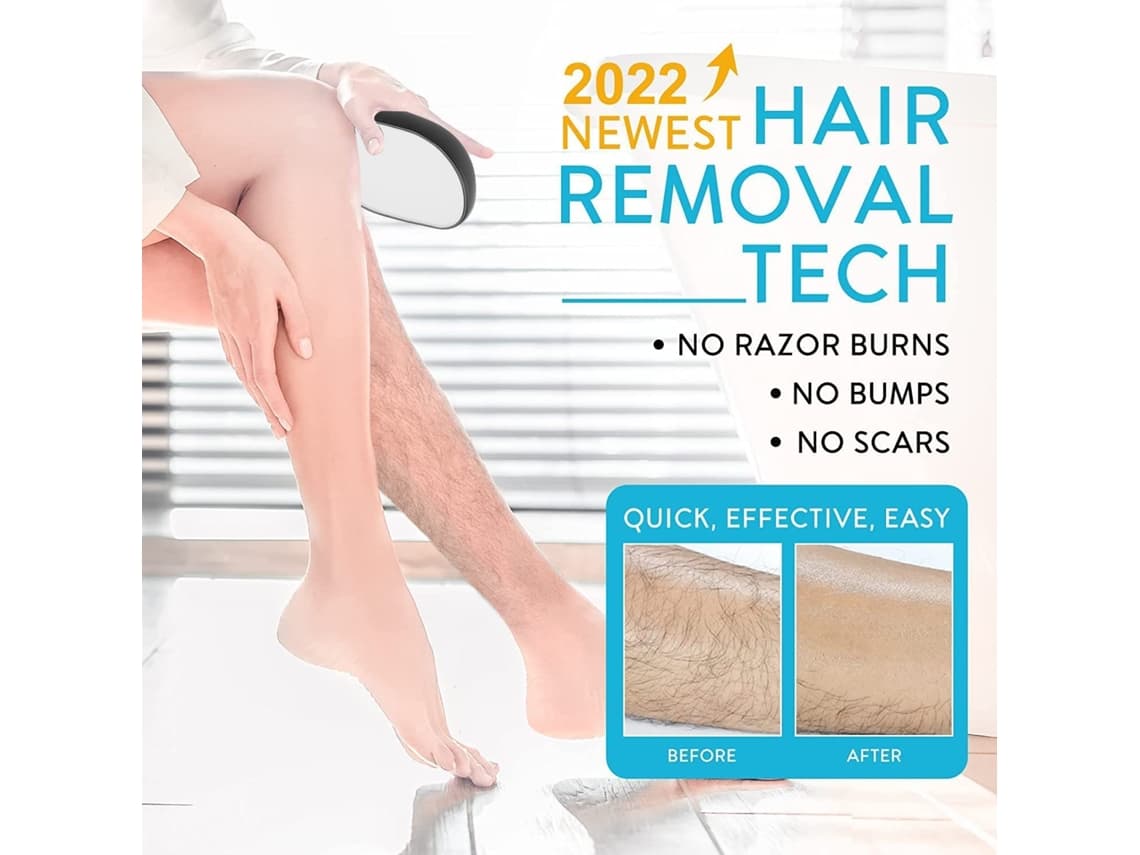 2022
NEWEST HAIR
REMOVAL
TECH
• NO RAZOR BURNS
• NO BUMPS
• NO SCARS
QUICK, EFFECTIVE, EASY
BEFORE
AFTER